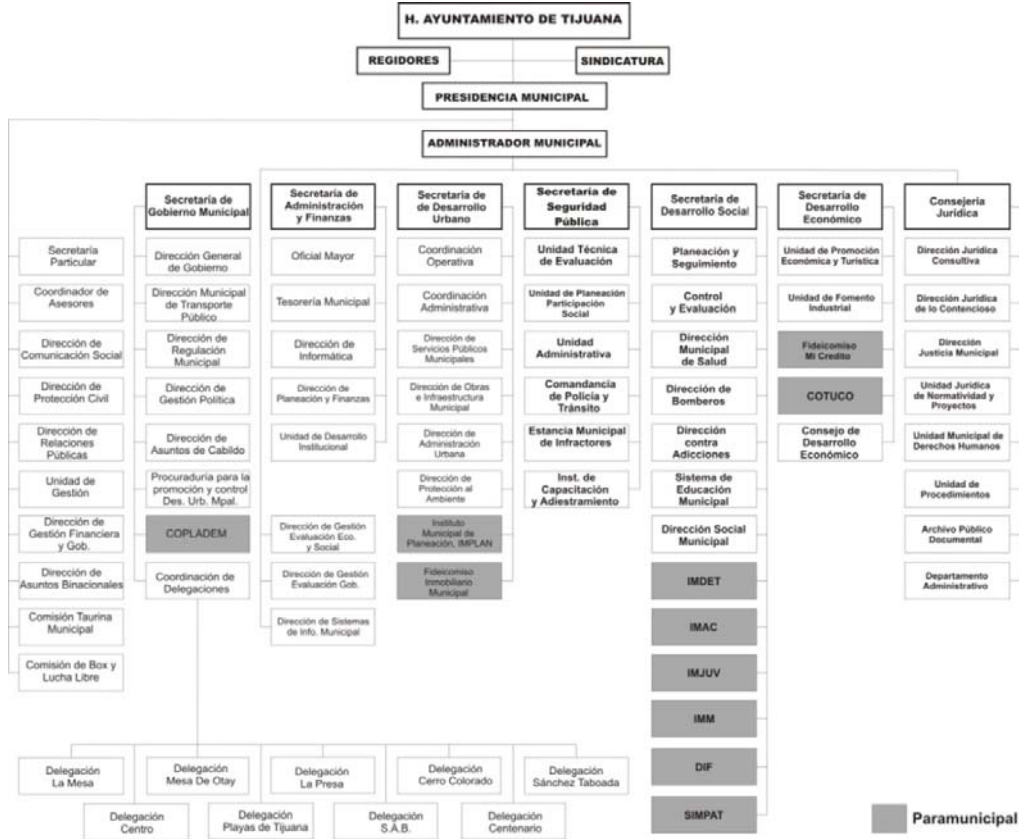 H. AYUNTAMIENTO DE TIJUANA
REGIDORES
SINDICATURA
PRESIDENCIA MUNICIPAL
ADMINISTRADOR MUNICIPAL
Secretaría de
Gobierno Municipal
Secretaría de
Administración
y Finanzas
Secretaría de
de Desarrollo
Urbano
Secretaría de
Seguridad
Pública
Secretaría de
Desarrollo Social
Secretaría de
Desarrollo
Económico
Consejería
Jurídica
Secretaría
Particular
Coordinador de
Asesores
Dirección de
Comunicación Social
Dirección de
Protección Civil
Dirección de
Relaciones
Públicas
Unidad de
Gestión
Dirección de
Gestión Financiera
y Gob.
Dirección de
Asuntos Binacionales
Comisión Taurina
Municipal
Comisión de Box y
Lucha Libre
Dirección General
de Gobierno
Dirección Municipal
de Transporte
Público
Dirección de
Regulación
Municipal
Dirección de
Gestión Política
Dirección de
Asuntos de Cabildo
Procuraduría para la
promoción y control
Des. Urb. Mpal.
COPLADEM
Coordinación de
Delegaciones
Oficial Mayor
Tesorería Municipal
Dirección de
Informática
Dirección de
Planeación y Finanzas
Unidad de Desarrollo
Institucional
Dirección de Gestión
Evaluación Eco.
y Social
Dirección de Gestión
Evaluación Gob.
Dirección de Sistemas
de Info. Municipal
Coordinación
Operativa
Coordinación
Administrativa
Dirección de
Servicios Públicos
Municipales
Dirección de Obras
e Infraestructura
Municipal
Dirección de
Administración
Urbana
Dirección de
Protección al
Ambiente
Instituto
Municipal de
Planeación, IMPLAN
Fideicomiso
Inmobiliario
Municipal
Unidad Técnica
de Evaluación
Unidad de Planeación
Participación
Social
Unidad
Administrativa
Comandancia
de Policía y
Tránsito
Estancia Municipal
de Infractores
Inst. de
Capacitación
y Adiestramiento
Planeación y
Seguimiento
Control
y Evaluación
Dirección
Municipal
de Salud
Dirección de
Bomberos
Dirección
contra
Adicciones
Sistema de
Educación
Municipal
Dirección Social
Municipal
IMDET
IMAC
IMJUV
IMM
DIF
SIMPAT
Unidad de Promoción
Económica y Turística
Unidad de Fomento
Industrial
Fideicomiso
Mi Credito
COTUCO
Consejo de
Desarrollo
Económico
Dirección Jurídica
Consultiva
Dirección Jurídica
de lo Contencioso
Dirección
Justicia Municipal
Unidad Jurídica
de Normatividad y
Proyectos
Unidad Municipal de
Derechos Humanos
Unidad de
Procedimientos
Archivo Público
Documental
Departamento
Administrativo
Delegación
La Mesa
Delegación
Mesa De Otay
Delegación
La Presa
Delegación
Cerro Colorado
Delegación
Sánchez Taboada
Delegación
Centro
Delegación
Playas de Tijuana
Delegación
S.A.B.
Delegación
Centenario
Paramunicipal